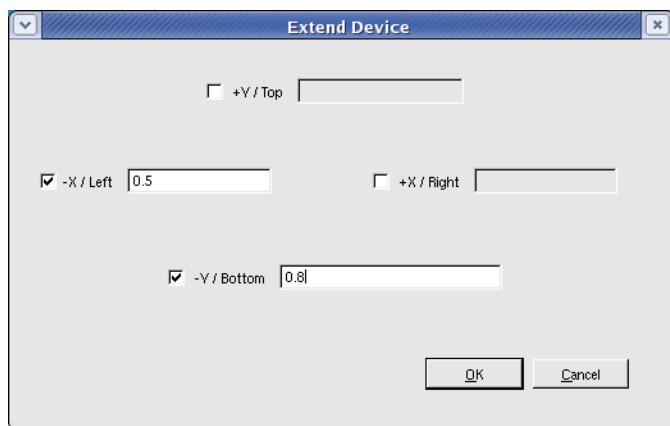 Extend Device
+Y / Top
-X / Left 0.5 +X / Right
-Y / Bottom 0.8
OK Cancel